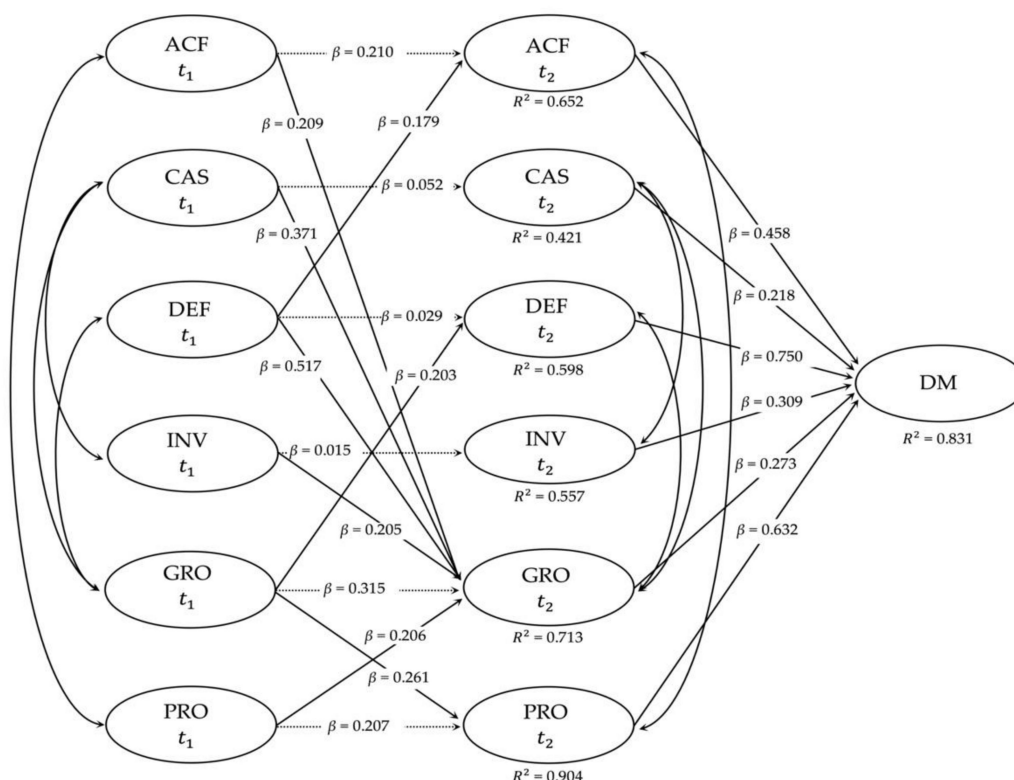 ACF
t₁
β = 0.210
ACF
t₂
R² = 0.652
β = 0.209
β = 0.179
CAS
t₁
β = 0.052
CAS
t₂
R² = 0.421
β = 0.371
β = 0.458
β = 0.218
DEF
t₁
β = 0.029
DEF
t₂
R² = 0.598
β = 0.517
β = 0.203
β = 0.750
DM
R² = 0.831
β = 0.309
INV
t₁
β = 0.015
INV
t₂
R² = 0.557
β = 0.205
β = 0.273
β = 0.632
GRO
t₁
β = 0.315
GRO
t₂
R² = 0.713
β = 0.206
β = 0.261
PRO
t₁
β = 0.207
PRO
t₂
R² = 0.904